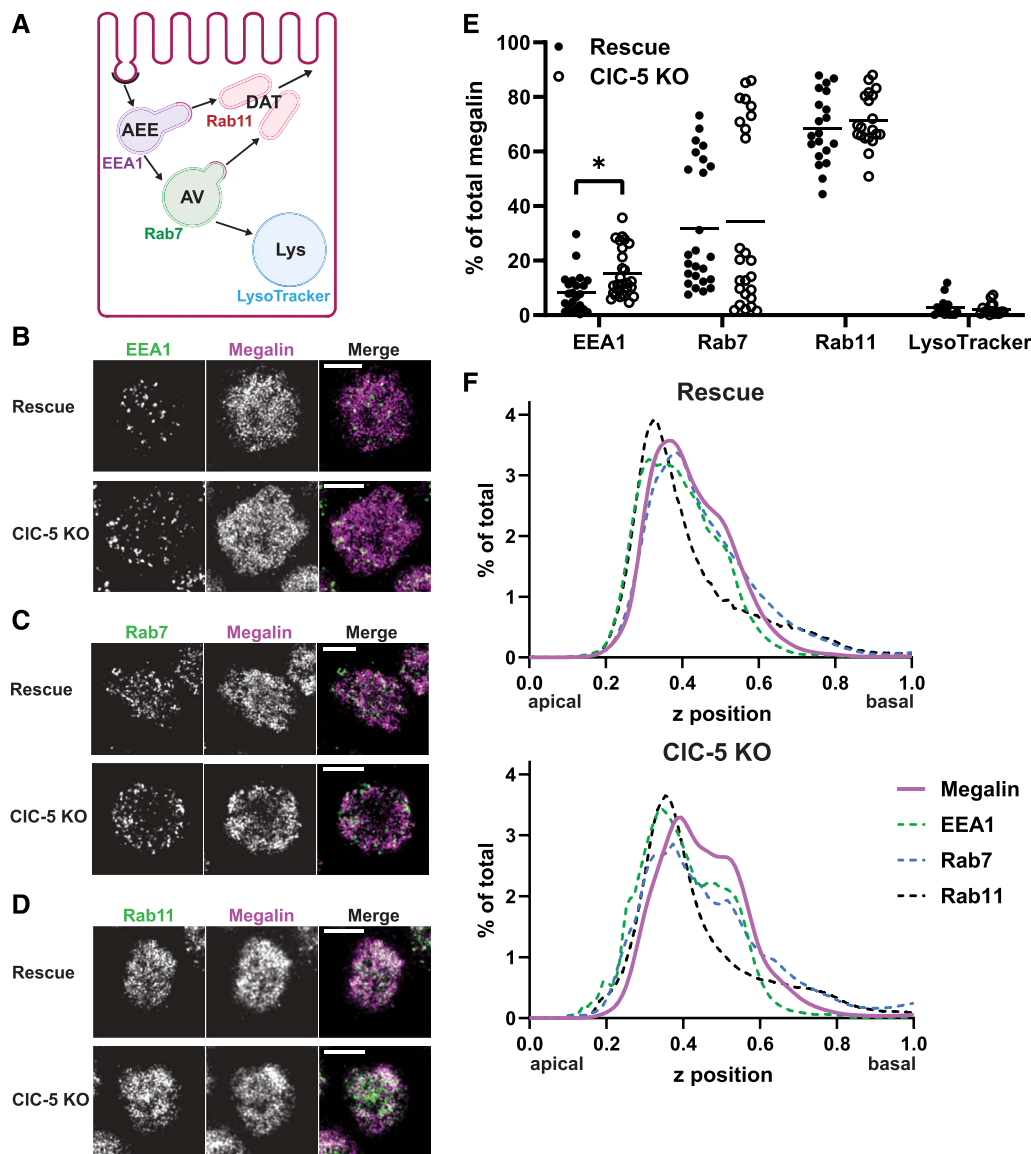 A
AEE
EEA1
DAT
Rab11
AV
Rab7
Lys
LysoTracker
B
EEA1 Megalin Merge
Rescue
ClC-5 KO
C
Rab7 Megalin Merge
Rescue
ClC-5 KO
D
Rab11 Megalin Merge
Rescue
ClC-5 KO
E
% of total megalin
100
80
60
40
20
0
Rescue
ClC-5 KO
*
EEA1 Rab7 Rab11 LysoTracker
F
Rescue
% of total
4
3
2
1
0
0.0 0.2 0.4 0.6 0.8 1.0
apical basal
z position
ClC-5 KO
% of total
4
3
2
1
0
0.0 0.2 0.4 0.6 0.8 1.0
apical basal
z position
Megalin
EEA1
Rab7
Rab11